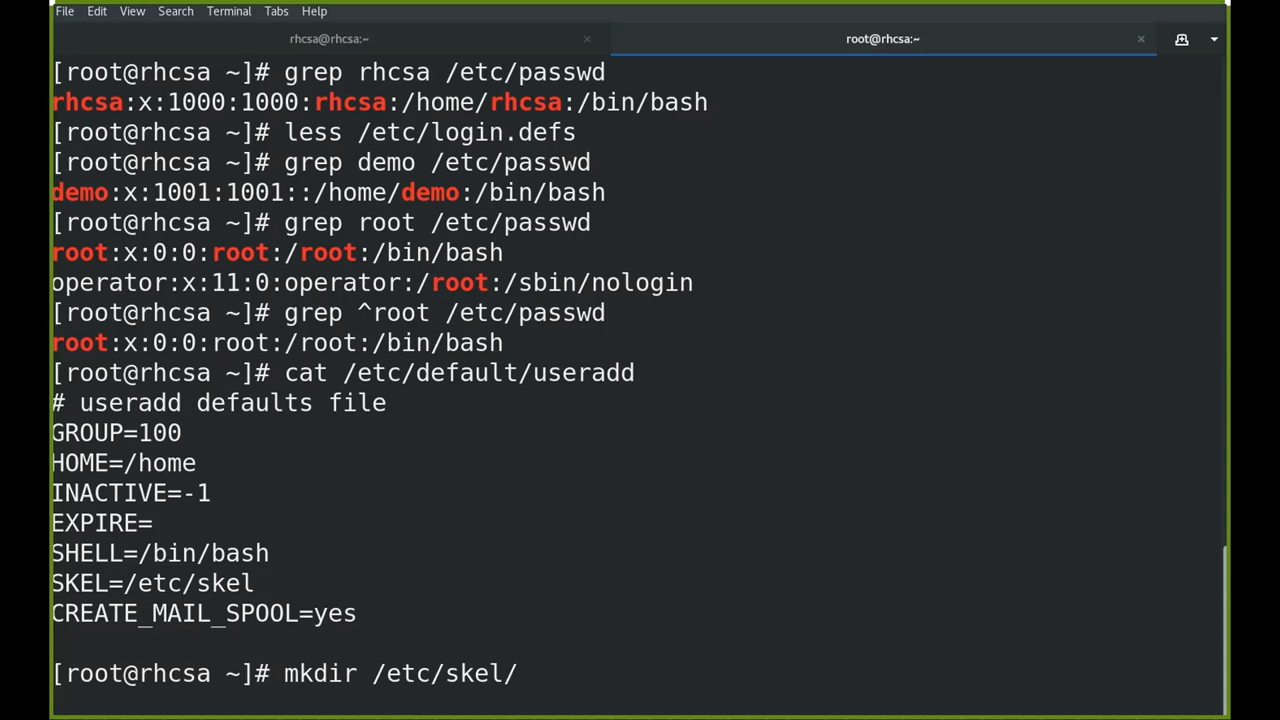 File Edit View Search Terminal Tabs Help
rhcsa@rhcsa:~ × root@rhcsa:~ ×
[root@rhcsa ~]# grep rhcsa /etc/passwd
rhcsa:x:1000:1000:rhcsa:/home/rhcsa:/bin/bash
[root@rhcsa ~]# less /etc/login.defs
[root@rhcsa ~]# grep demo /etc/passwd
demo:x:1001:1001::/home/demo:/bin/bash
[root@rhcsa ~]# grep root /etc/passwd
root:x:0:0:root:/root:/bin/bash
operator:x:11:0:operator:/root:/sbin/nologin
[root@rhcsa ~]# grep ^root /etc/passwd
root:x:0:0:root:/root:/bin/bash
[root@rhcsa ~]# cat /etc/default/useradd
# useradd defaults file
GROUP=100
HOME=/home
INACTIVE=-1
EXPIRE=
SHELL=/bin/bash
SKEL=/etc/skel
CREATE_MAIL_SPOOL=yes
[root@rhcsa ~]# mkdir /etc/skel/